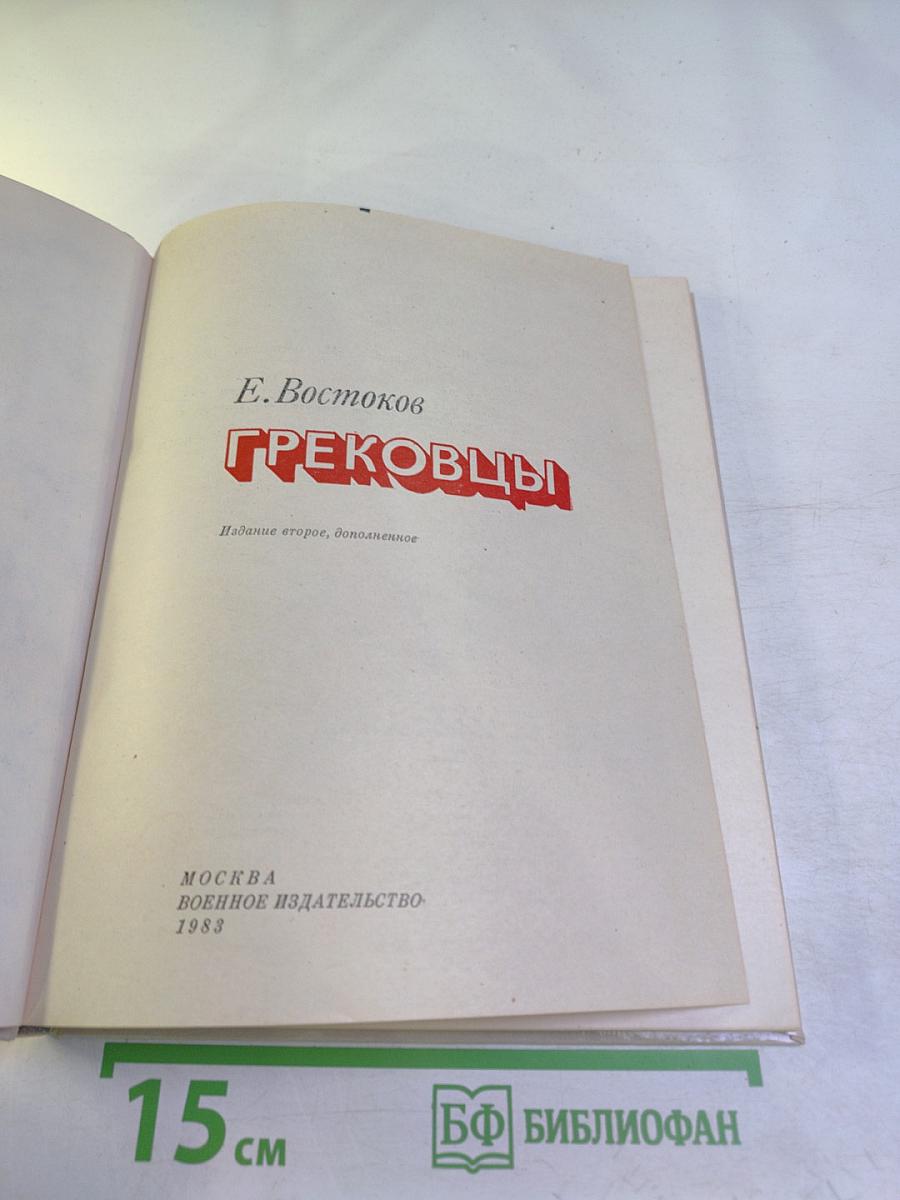 Е. Востоков
ГРЕКОВЦЫ
Издание второе, дополненное
МОСКВА
ВОЕННОЕ ИЗДАТЕЛЬСТВО
1983
15 см
БФ БИБЛИОФАН